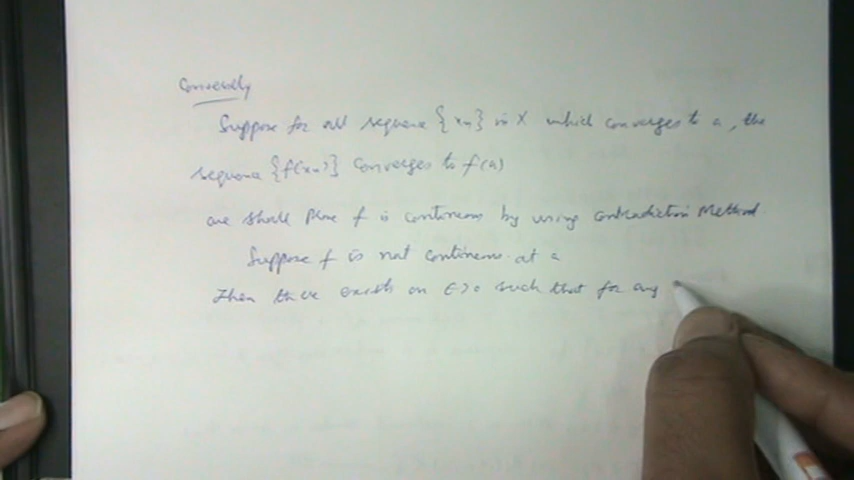 Conversely
Suppose for all sequence {xn} in X which converges to a, the
sequence {f(xn)} converges to f(a)
we shall prove f is continuous by using contradiction Method
Suppose f is not continuous at a
Then there exists an ϵ>0 such that for any